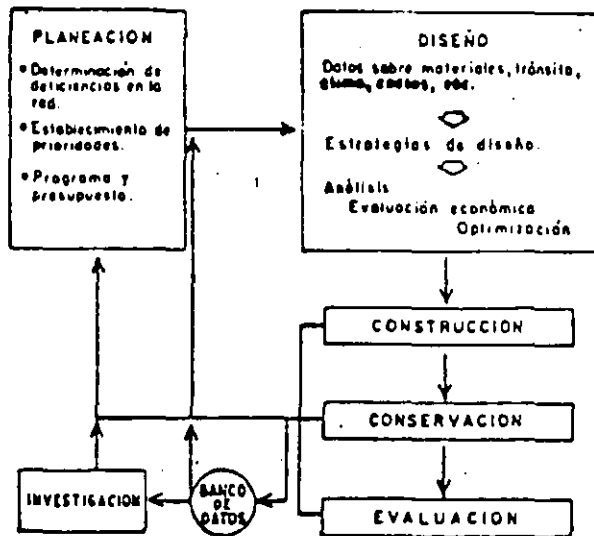 PLANEACION
• Determinación de
deficiencias en la
red.
• Establecimiento de
prioridades.
• Programa y
presupuesto.
1
DISEÑO
Datos sobre materiales, tránsito,
clima, costos, etc.
Estrategias de diseño.
Análisis
Evaluación económica
Optimización
CONSTRUCCION
CONSERVACION
EVALUACION
INVESTIGACION
BANCO
DE
DATOS